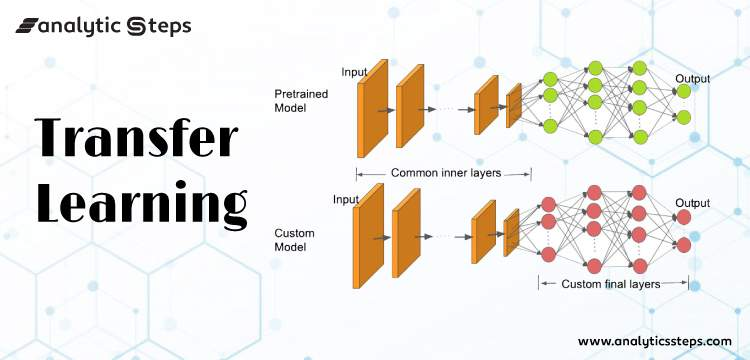 analytic Steps
Transfer
Learning
Pretrained
Model
Input
Output
Common inner layers
Input
Output
Custom
Model
Custom final layers
www.analyticssteps.com